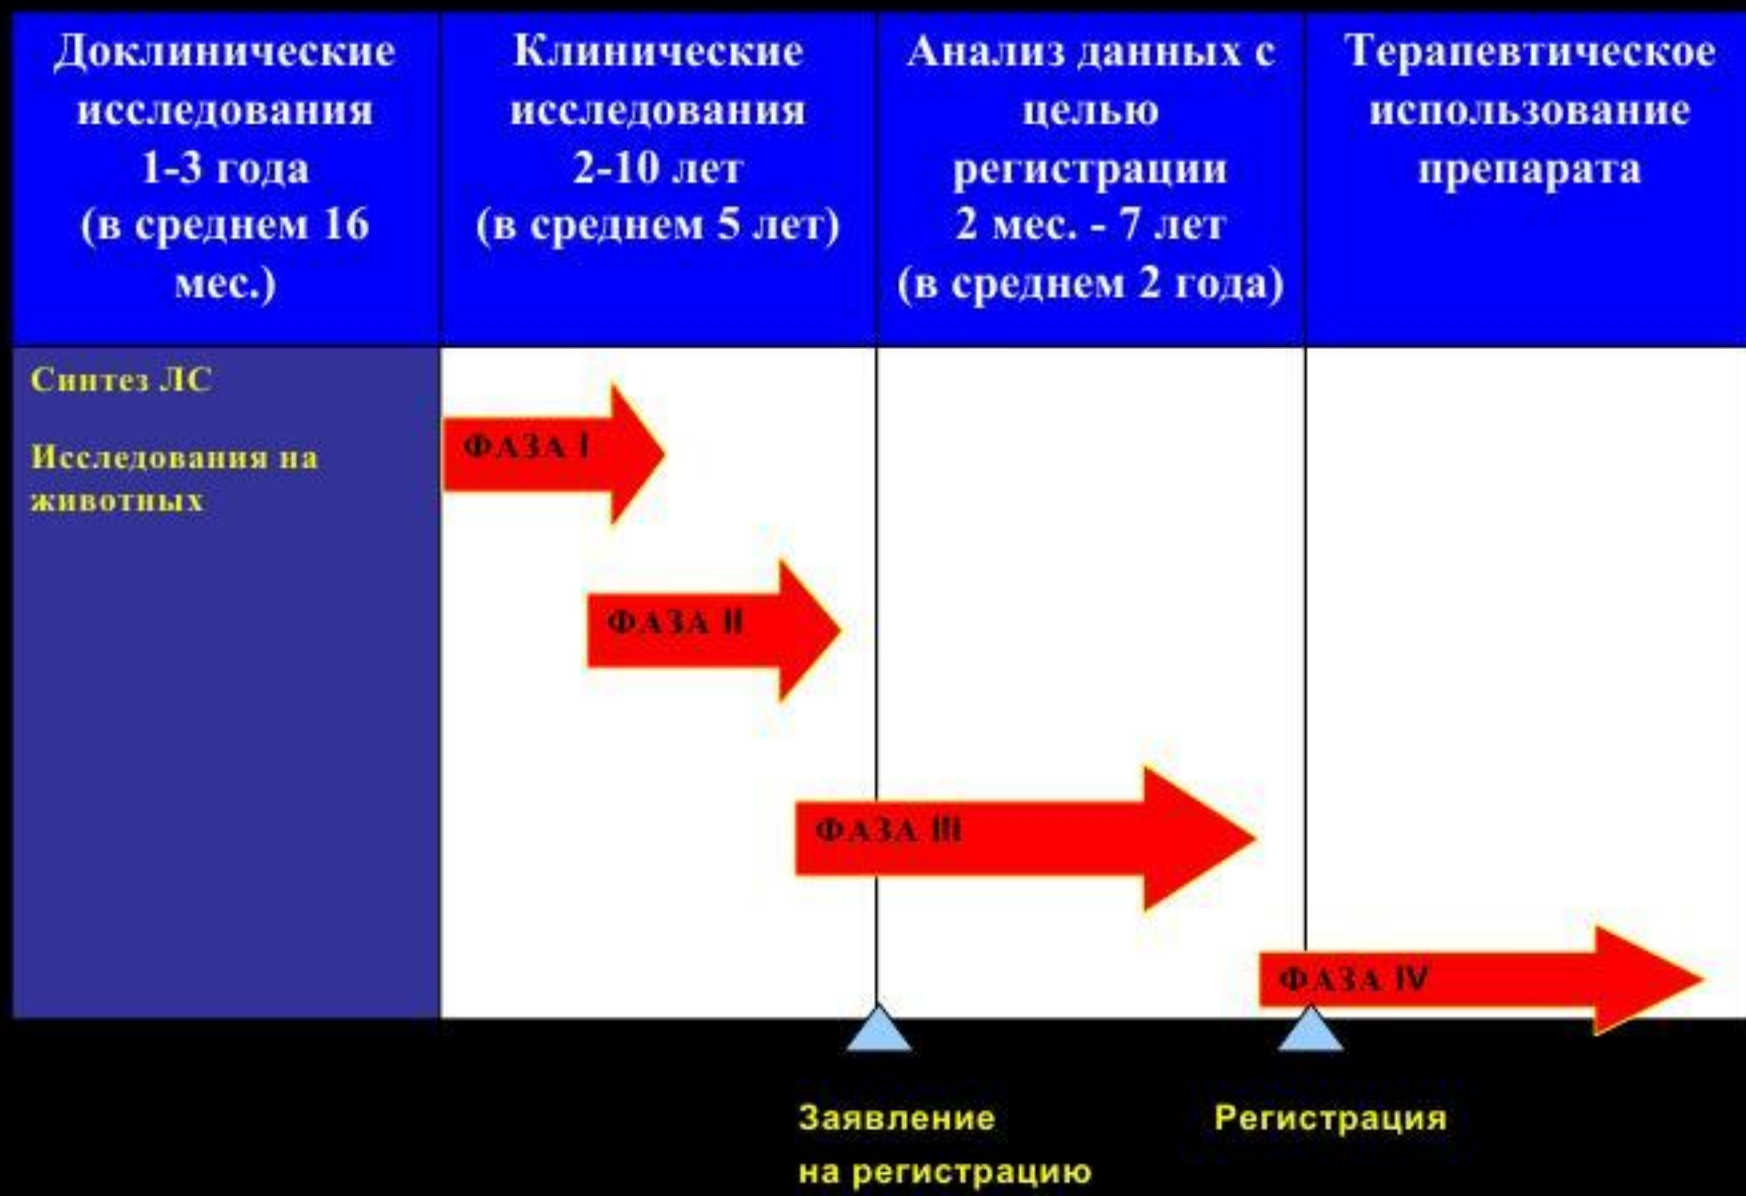 Доклинические
исследования
1-3 года
(в среднем 16
мес.)
Клинические
исследования
2-10 лет
(в среднем 5 лет)
Анализ данных с
целью
регистрации
2 мес. - 7 лет
(в среднем 2 года)
Терапевтическое
использование
препарата
Синтез ЛС
Исследования на
животных
ФАЗА I
ФАЗА II
ФАЗА III
ФАЗА IV
Заявление
на регистрацию
Регистрация